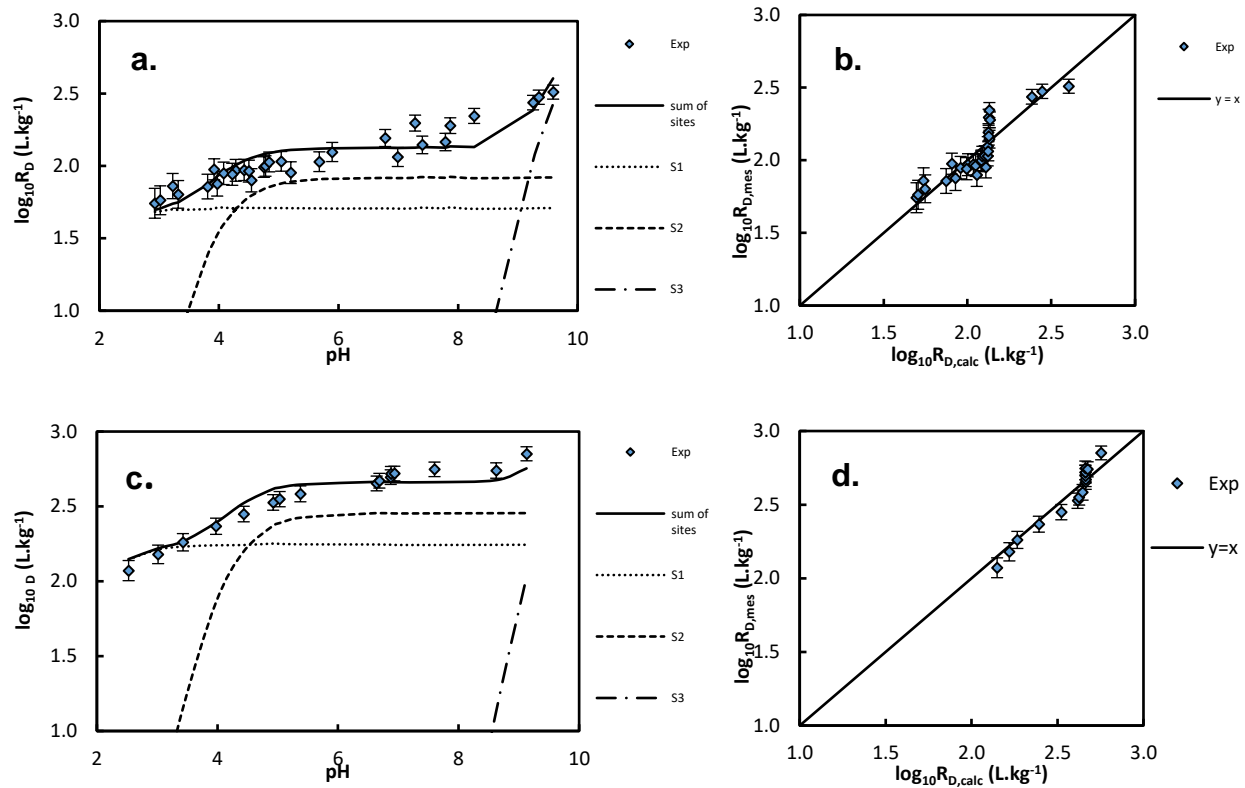 a.
log₁₀R_D (L.kg⁻¹)
3.0
2.5
2.0
1.5
1.0
2 4 6 8 10
pH
Exp
sum of
sites
S1
S2
S3
b.
log₁₀R_D,mes (L.kg⁻¹)
3.0
2.5
2.0
1.5
1.0
1.0 1.5 2.0 2.5 3.0
log₁₀R_D,calc (L.kg⁻¹)
Exp
y = x
c.
log₁₀ D (L.kg⁻¹)
3.0
2.5
2.0
1.5
1.0
2 4 6 8 10
pH
Exp
sum of
sites
S1
S2
S3
d.
log₁₀R_D,mes (L.kg⁻¹)
3.0
2.5
2.0
1.5
1.0
1.0 1.5 2.0 2.5 3.0
log₁₀R_D,calc (L.kg⁻¹)
Exp
y=x